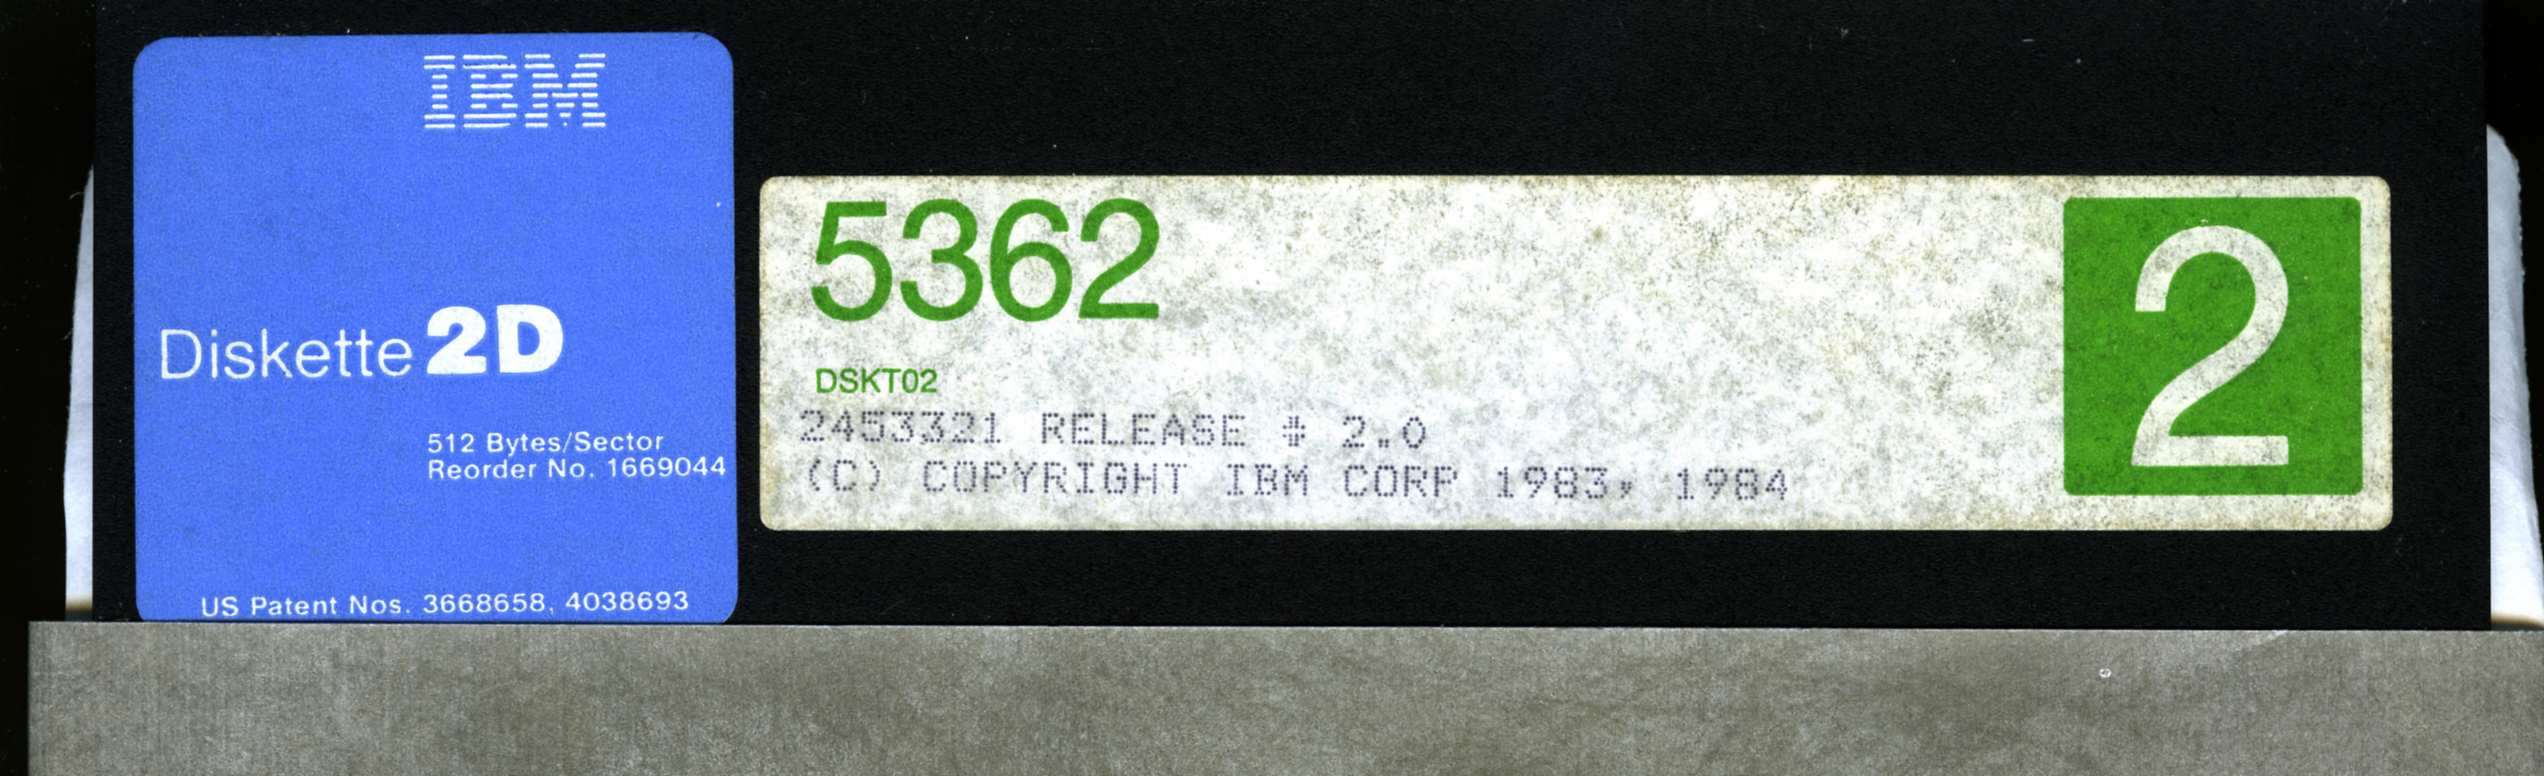 IBM
Diskette 2D
512 Bytes/Sector
Reorder No. 1669044
US Patent Nos. 3668658, 4038693
5362
2
DSKT02
2453321 RELEASE # 2.0
(C) COPYRIGHT IBM CORP 1983, 1984